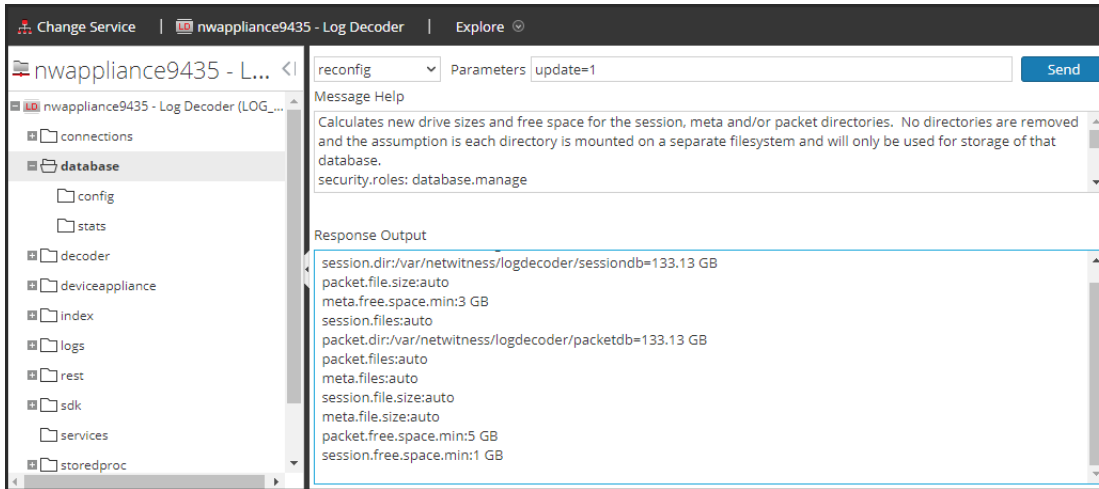 Change Service
LD nwappliance9435 - Log Decoder
Explore
nwappliance9435 - L...
LD nwappliance9435 - Log Decoder (LOG_...
connections
database
config
stats
decoder
deviceappliance
index
logs
rest
sdk
services
storedproc
reconfig
Parameters update=1
Send
Message Help
Calculates new drive sizes and free space for the session, meta and/or packet directories. No directories are removed
and the assumption is each directory is mounted on a separate filesystem and will only be used for storage of that
database.
security.roles: database.manage
Response Output
session.dir:/var/netwitness/logdecoder/sessiondb=133.13 GB
packet.file.size:auto
meta.free.space.min:3 GB
session.files:auto
packet.dir:/var/netwitness/logdecoder/packetdb=133.13 GB
packet.files:auto
meta.files:auto
session.file.size:auto
meta.file.size:auto
packet.free.space.min:5 GB
session.free.space.min:1 GB